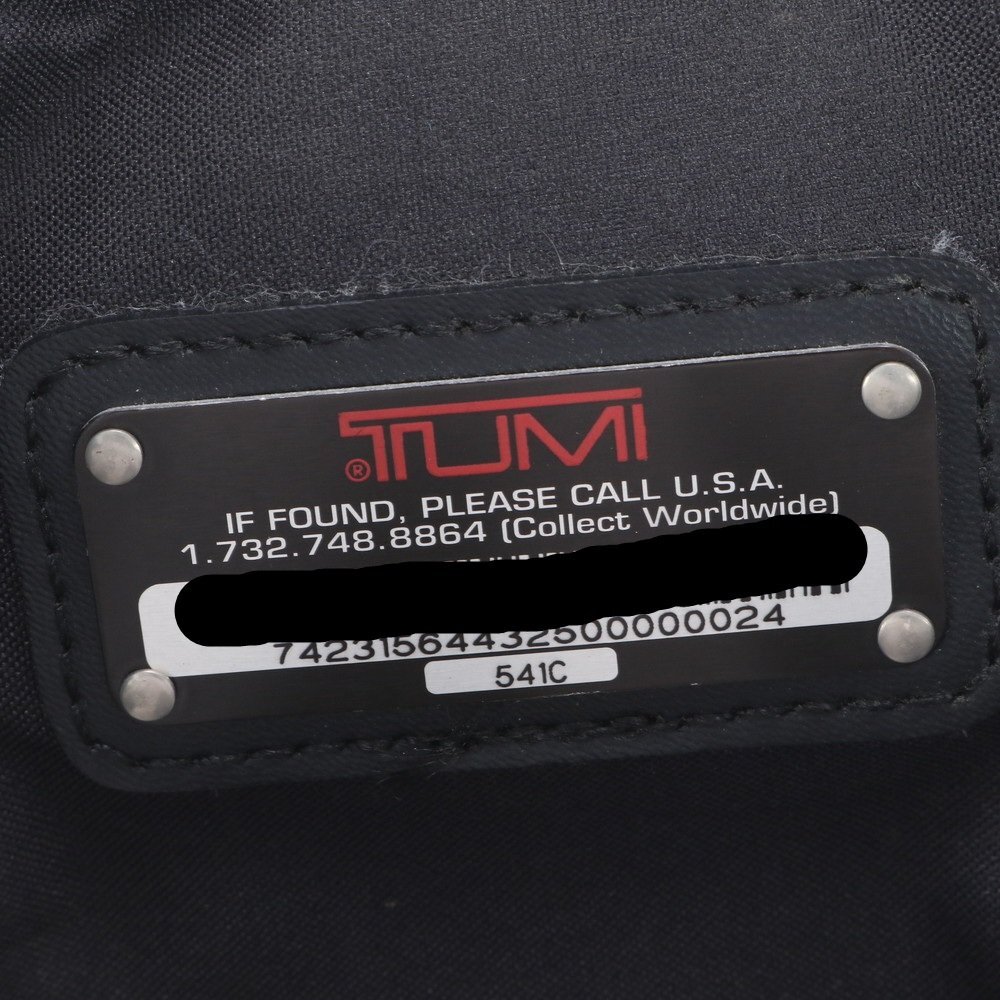 TUMI®
IF FOUND, PLEASE CALL U.S.A.
1.732.748.8864 (Collect Worldwide)
74231564432500000024
541C